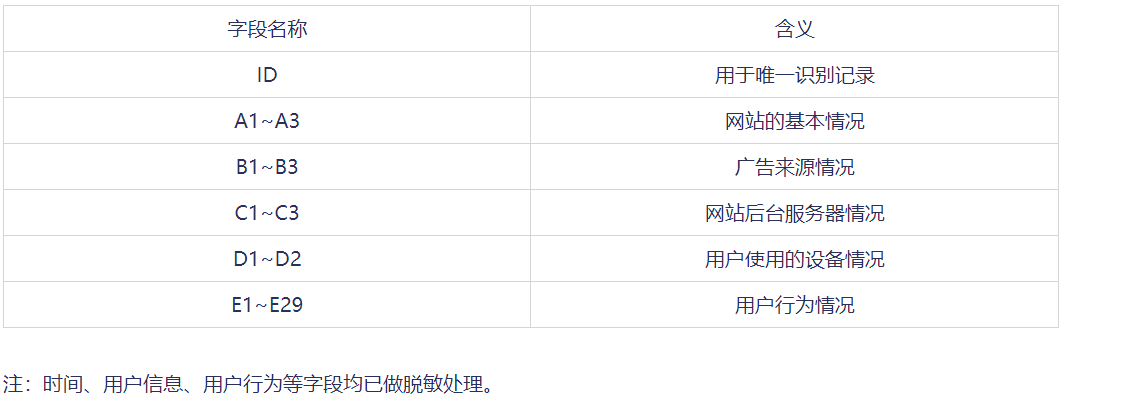 字段名称 含义
ID 用于唯一识别记录
A1~A3 网站的基本情况
B1~B3 广告来源情况
C1~C3 网站后台服务器情况
D1~D2 用户使用的设备情况
E1~E29 用户行为情况
注：时间、用户信息、用户行为等字段均已做脱敏处理。